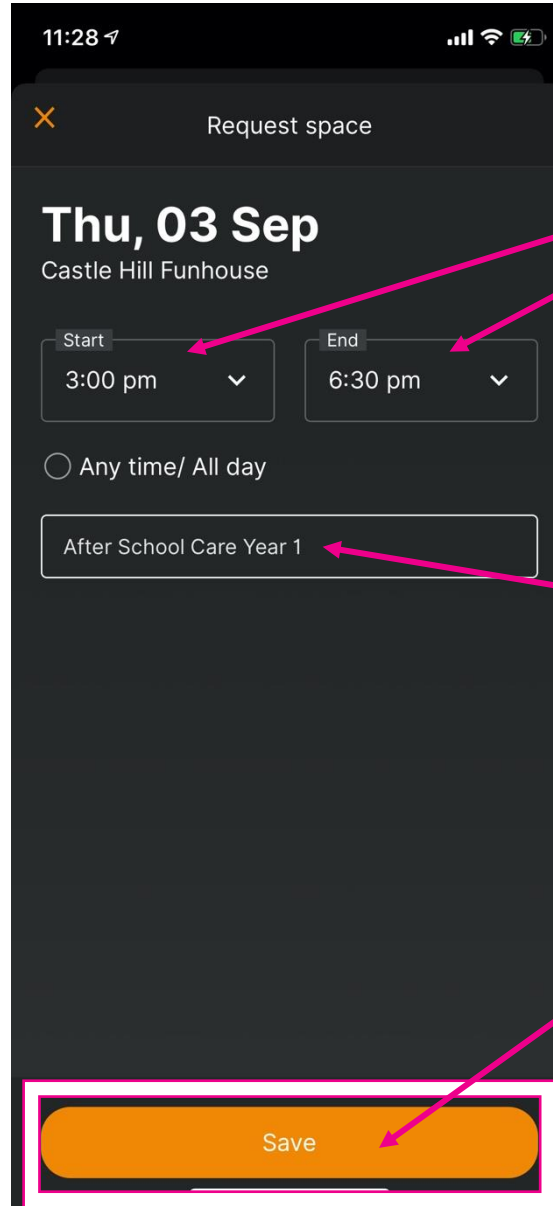 11:28
Request space
Thu, 03 Sep
Castle Hill Funhouse
Start
3:00 pm
End
6:30 pm
Any time/ All day
After School Care Year 1
Save